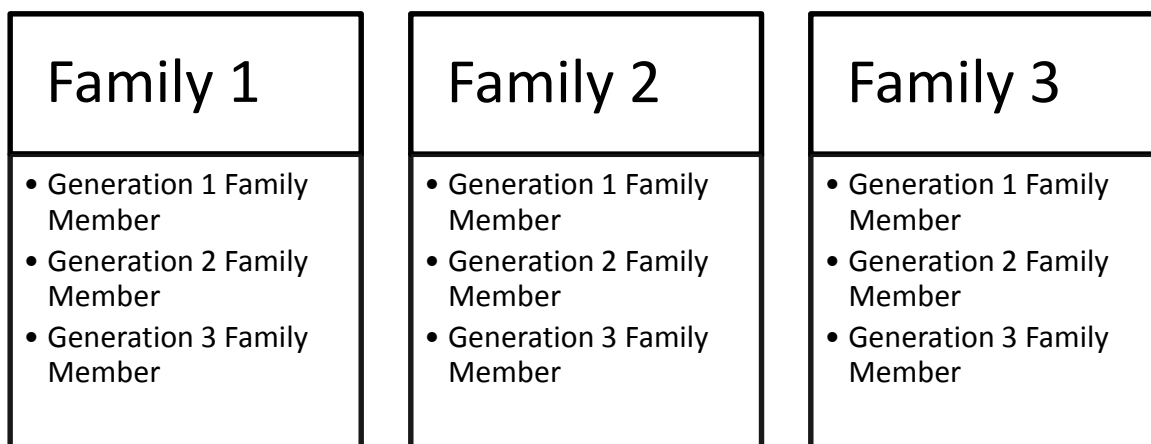 Family 1
• Generation 1 Family
Member
• Generation 2 Family
Member
• Generation 3 Family
Member
Family 2
• Generation 1 Family
Member
• Generation 2 Family
Member
• Generation 3 Family
Member
Family 3
• Generation 1 Family
Member
• Generation 2 Family
Member
• Generation 3 Family
Member